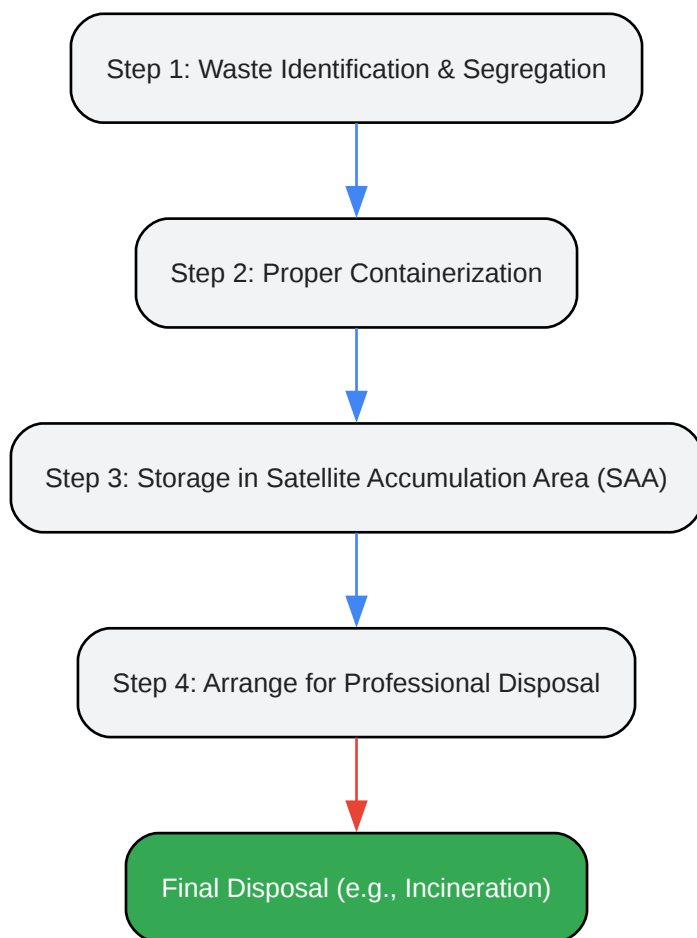 Step 1: Waste Identification & Segregation
Step 2: Proper Containerization
Step 3: Storage in Satellite Accumulation Area (SAA)
Step 4: Arrange for Professional Disposal
Final Disposal (e.g., Incineration)